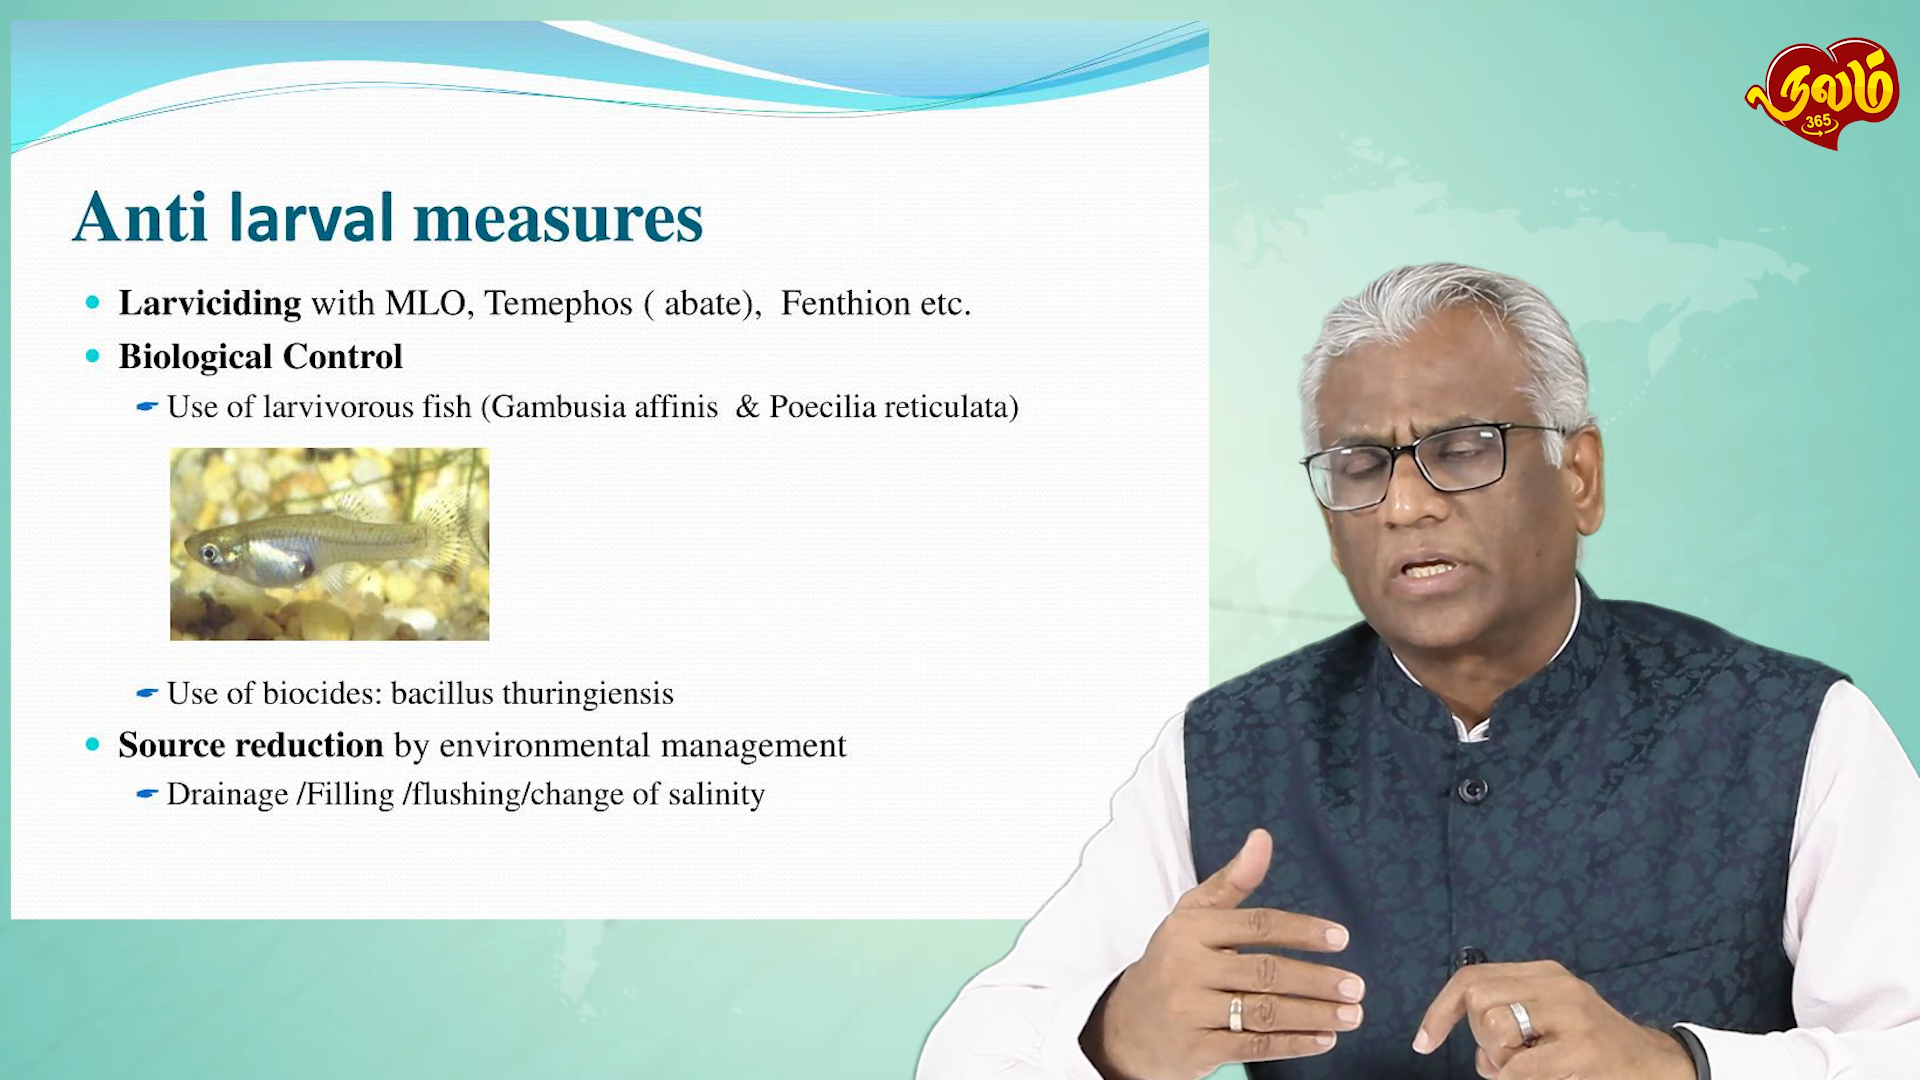 நலம்
365
Anti larval measures
Larviciding with MLO, Temephos ( abate), Fenthion etc.
Biological Control
Use of larvivorous fish (Gambusia affinis & Poecilia reticulata)
Use of biocides: bacillus thuringiensis
Source reduction by environmental management
Drainage /Filling /flushing/change of salinity